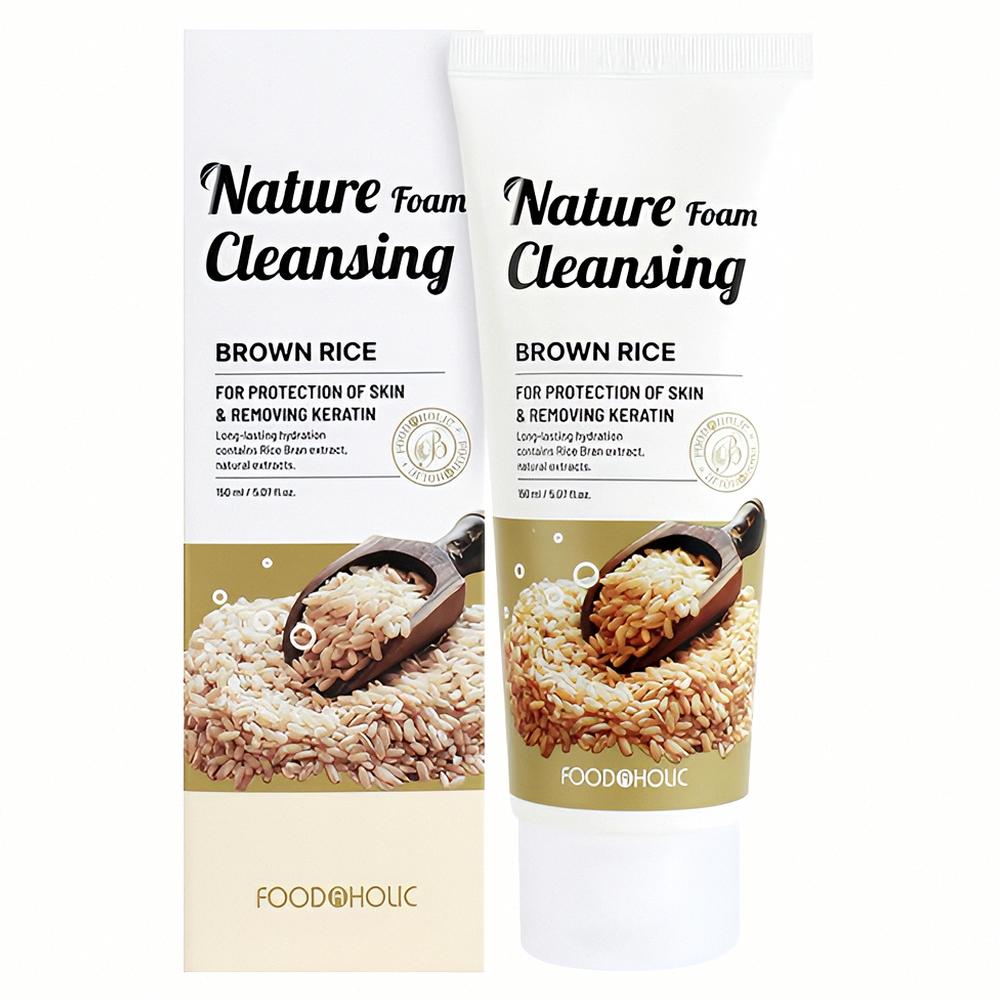 Nature Foam
Cleansing
BROWN RICE
FOR PROTECTION OF SKIN
& REMOVING KERATIN
Long-lasting hydration
contains Rice Bran extract,
natural extracts.
150 ml / 5.07 fl.oz.
FOODAHOLIC
FOODAHOLIC
Nature Foam
Cleansing
BROWN RICE
FOR PROTECTION OF SKIN
& REMOVING KERATIN
Long-lasting hydration
contains Rice Bran extract,
natural extracts.
150 ml / 5.07 fl.oz.
FOODAHOLIC
FOODAHOLIC